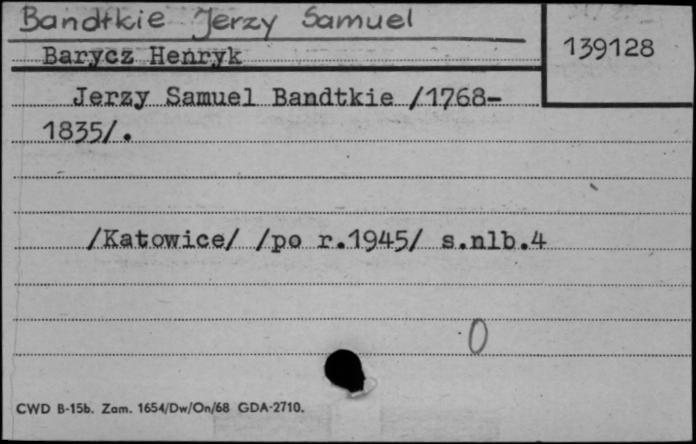 Bandtkie Jerzy Samuel
Barycz Henryk
139128
Jerzy Samuel Bandtkie /1768-
1835/.
/Katowice/ /po r.1945/ s.nlb.4
0
CWD B-15b. Zam. 1654/Dw/On/68 GDA-2710.